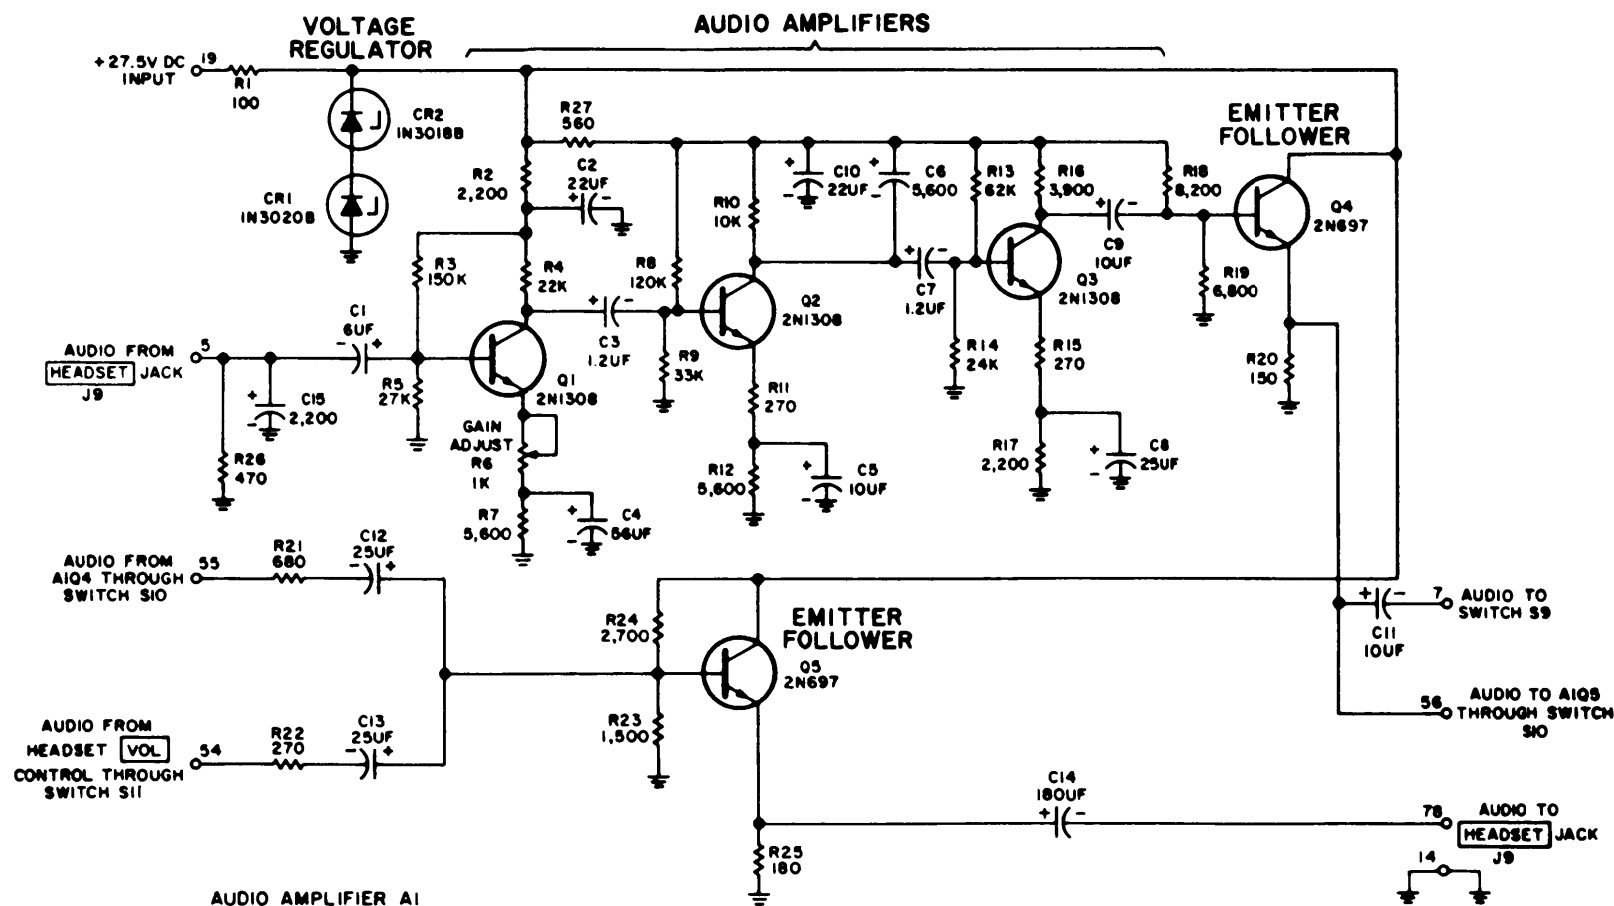 VOLTAGE
REGULATOR
AUDIO AMPLIFIERS
+27.5V DC
INPUT
19
R1
100
CR2
1N3018B
CR1
1N3020B
R27
560
R2
2,200
C2
22UF
+ -
R3
150K
R4
22K
R8
120K
R10
10K
+
-
C10
22UF
+
-
C6
5,600
R13
62K
R16
3,900
R18
8,200
EMITTER
FOLLOWER
Q4
2N697
+ -
C9
10UF
R19
6,800
Q2
2N1308
+ -
C7
1.2UF
Q3
2N1308
C1
6UF
- +
+ -
C3
1.2UF
R9
33K
R14
24K
R15
270
R20
150
AUDIO FROM
HEADSET JACK
J9
5
+
-
C15
2,200
R26
470
R5
27K
Q1
2N1308
GAIN
ADJUST
R6
1K
R11
270
R12
5,600
+
-
C5
10UF
R17
2,200
+
-
C8
25UF
R7
5,600
+
-
C4
56UF
AUDIO FROM
A1Q4 THROUGH
SWITCH S10
55
R21
680
C12
25UF
- +
R24
2,700
EMITTER
FOLLOWER
Q5
2N697
+ -
C11
10UF
7
AUDIO TO
SWITCH S9
AUDIO FROM
HEADSET VOL
CONTROL THROUGH
SWITCH S11
54
R22
270
C13
25UF
- +
R23
1,500
56
AUDIO TO A1Q5
THROUGH SWITCH
S10
C14
180UF
+ -
78
AUDIO TO
HEADSET JACK
J9
R25
180
14
AUDIO AMPLIFIER A1